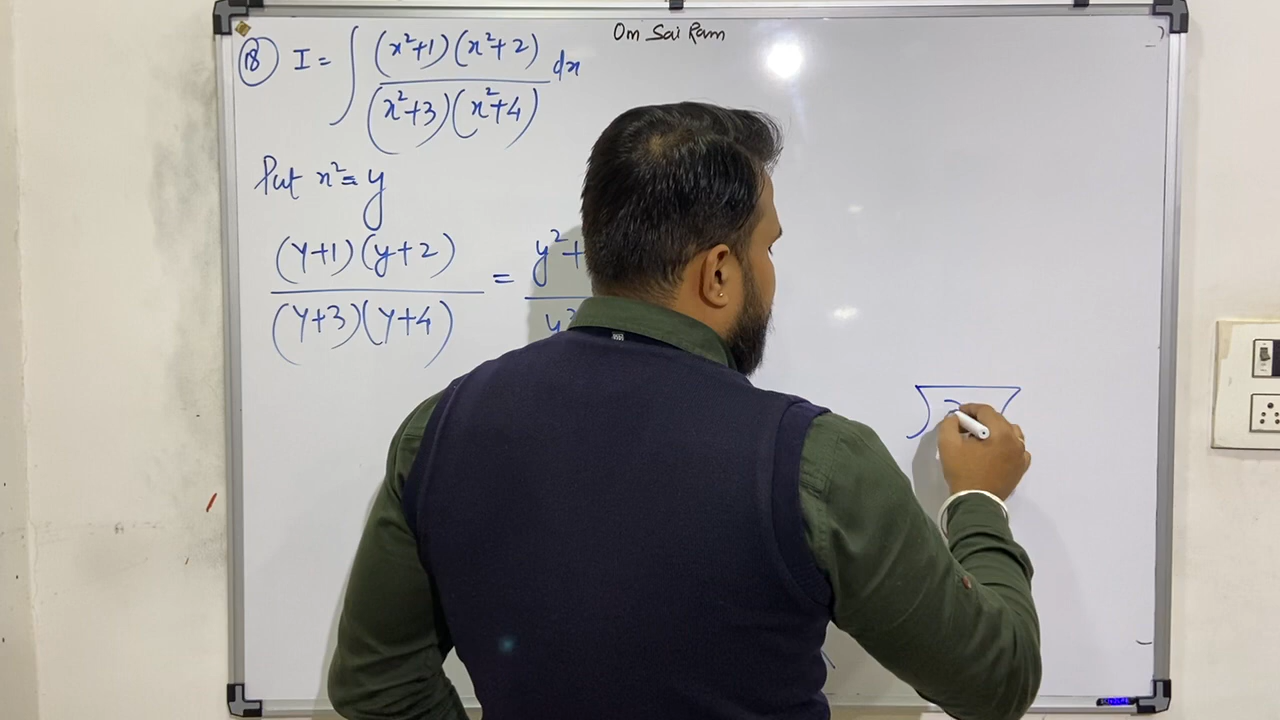 Om Sai Ram
18 I = ∫ (x²+1)(x²+2) / (x²+3)(x²+4) dx
Put x² = y
(y+1)(y+2) / (y+3)(y+4) = y²+ / y²